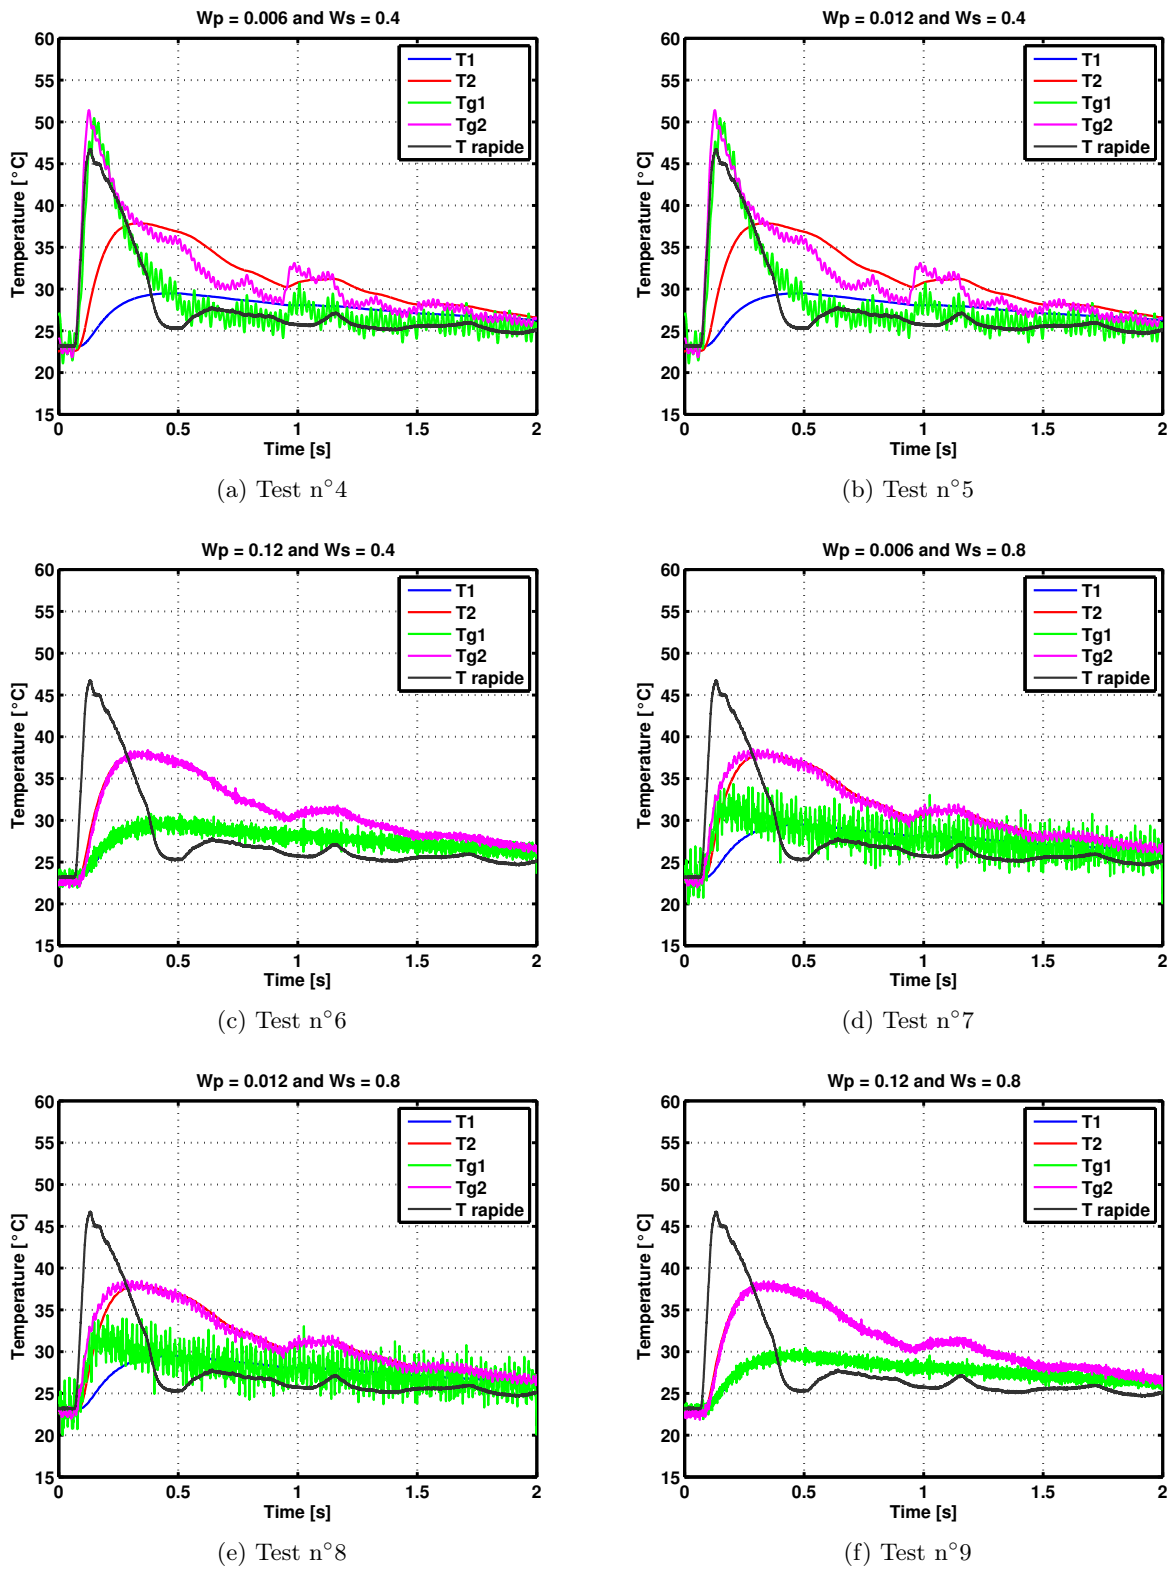 Wp = 0.006 and Ws = 0.4
60
55
50
45
40
35
30
25
20
15
Temperature [°C]
T1
T2
Tg1
Tg2
T rapide
0 0.5 1 1.5 2
Time [s]
(a) Test n°4
Wp = 0.012 and Ws = 0.4
60
55
50
45
40
35
30
25
20
15
Temperature [°C]
T1
T2
Tg1
Tg2
T rapide
0 0.5 1 1.5 2
Time [s]
(b) Test n°5
Wp = 0.12 and Ws = 0.4
60
55
50
45
40
35
30
25
20
15
Temperature [°C]
T1
T2
Tg1
Tg2
T rapide
0 0.5 1 1.5 2
Time [s]
(c) Test n°6
Wp = 0.006 and Ws = 0.8
60
55
50
45
40
35
30
25
20
15
Temperature [°C]
T1
T2
Tg1
Tg2
T rapide
0 0.5 1 1.5 2
Time [s]
(d) Test n°7
Wp = 0.012 and Ws = 0.8
60
55
50
45
40
35
30
25
20
15
Temperature [°C]
T1
T2
Tg1
Tg2
T rapide
0 0.5 1 1.5 2
Time [s]
(e) Test n°8
Wp = 0.12 and Ws = 0.8
60
55
50
45
40
35
30
25
20
15
Temperature [°C]
T1
T2
Tg1
Tg2
T rapide
0 0.5 1 1.5 2
Time [s]
(f) Test n°9